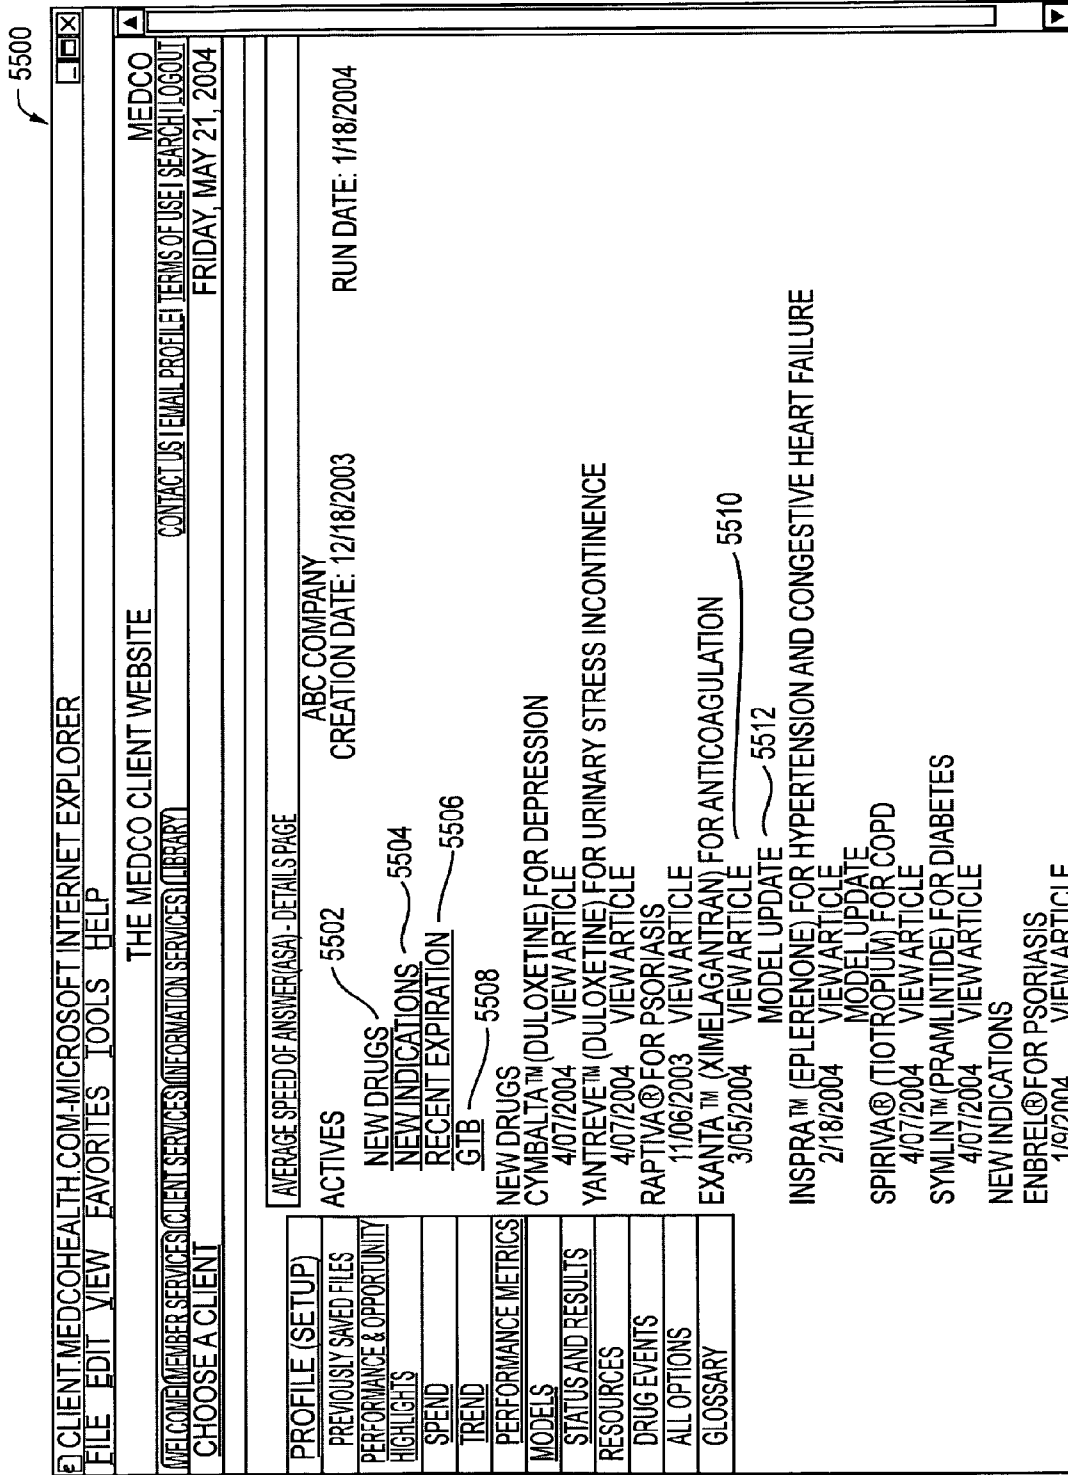 5500
CLIENT.MEDCOHEALTH.COM-MICROSOFT INTERNET EXPLORER
FILE EDIT VIEW FAVORITES TOOLS HELP
THE MEDCO CLIENT WEBSITE MEDCO
WELCOME MEMBER SERVICES CLIENT SERVICES INFORMATION SERVICES LIBRARY CONTACT US | EMAIL PROFILE | TERMS OF USE | SEARCH | LOGOUT
CHOOSE A CLIENT FRIDAY, MAY 21, 2004
PROFILE (SETUP)
PREVIOUSLY SAVED FILES
PERFORMANCE & OPPORTUNITY
HIGHLIGHTS
SPEND
TREND
PERFORMANCE METRICS
MODELS
STATUS AND RESULTS
RESOURCES
DRUG EVENTS
ALL OPTIONS
GLOSSARY
AVERAGE SPEED OF ANSWER(ASA) - DETAILS PAGE
ABC COMPANY
ACTIVES CREATION DATE: 12/18/2003 RUN DATE: 1/18/2004
NEW DRUGS 5502
NEW INDICATIONS 5504
RECENT EXPIRATION 5506
GTB 5508
NEW DRUGS
CYMBALTA™ (DULOXETINE) FOR DEPRESSION
4/07/2004 VIEW ARTICLE
YANTREVE™ (DULOXETINE) FOR URINARY STRESS INCONTINENCE
4/07/2004 VIEW ARTICLE
RAPTIVA® FOR PSORIASIS
11/06/2003 VIEW ARTICLE
EXANTA ™ (XIMELAGANTRAN) FOR ANTICOAGULATION
3/05/2004 VIEW ARTICLE 5510
MODEL UPDATE 5512
INSPRA ™ (EPLERENONE) FOR HYPERTENSION AND CONGESTIVE HEART FAILURE
2/18/2004 VIEW ARTICLE
MODEL UPDATE
SPIRIVA® (TIOTROPIUM) FOR COPD
4/07/2004 VIEW ARTICLE
SYMLIN ™ (PRAMLINTIDE) FOR DIABETES
4/07/2004 VIEW ARTICLE
NEW INDICATIONS
ENBREL® FOR PSORIASIS
1/9/2004 VIEW ARTICLE